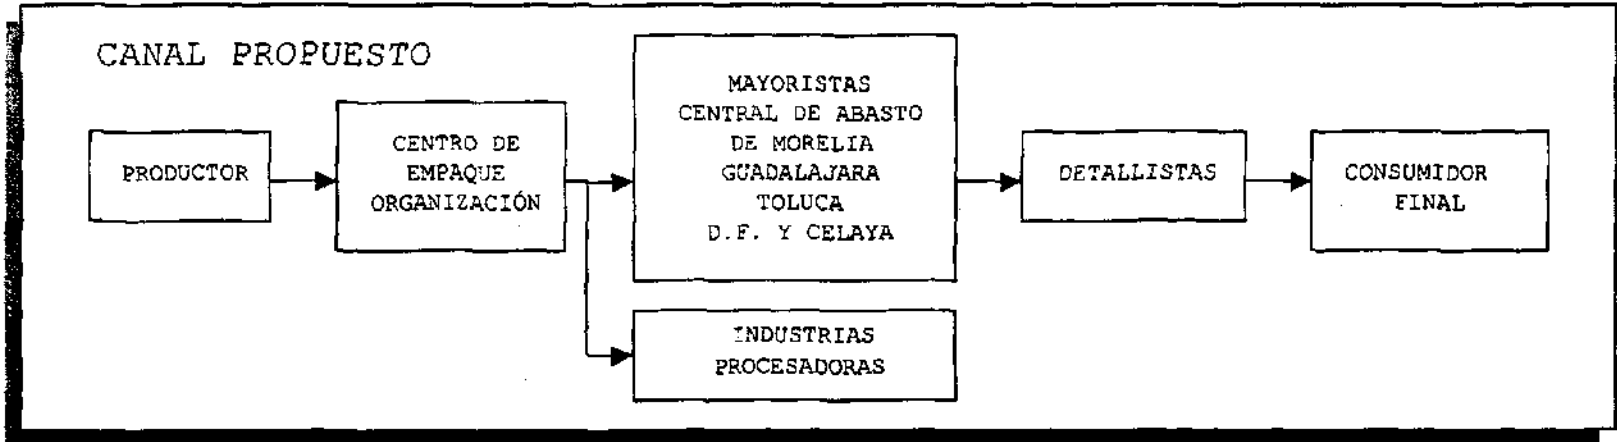 CANAL PROPUESTO
PRODUCTOR
CENTRO DE
EMPAQUE
ORGANIZACIÓN
MAYORISTAS
CENTRAL DE ABASTO
DE MORELIA
GUADALAJARA
TOLUCA
D.F. Y CELAYA
INDUSTRIAS
PROCESADORAS
DETALLISTAS
CONSUMIDOR
FINAL